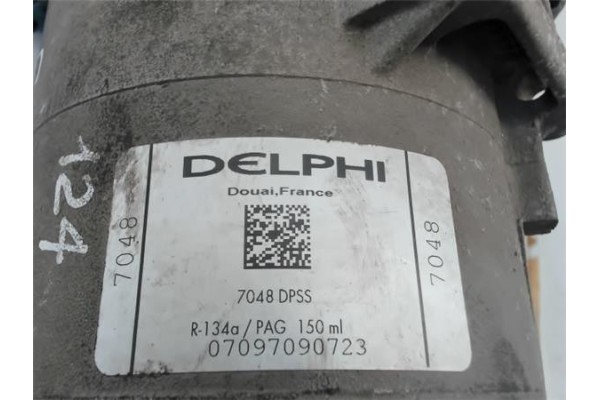 124
7048
DELPHI
Douai,France
7048 DPSS
R-134a / PAG 150 ml
07097090723
7048